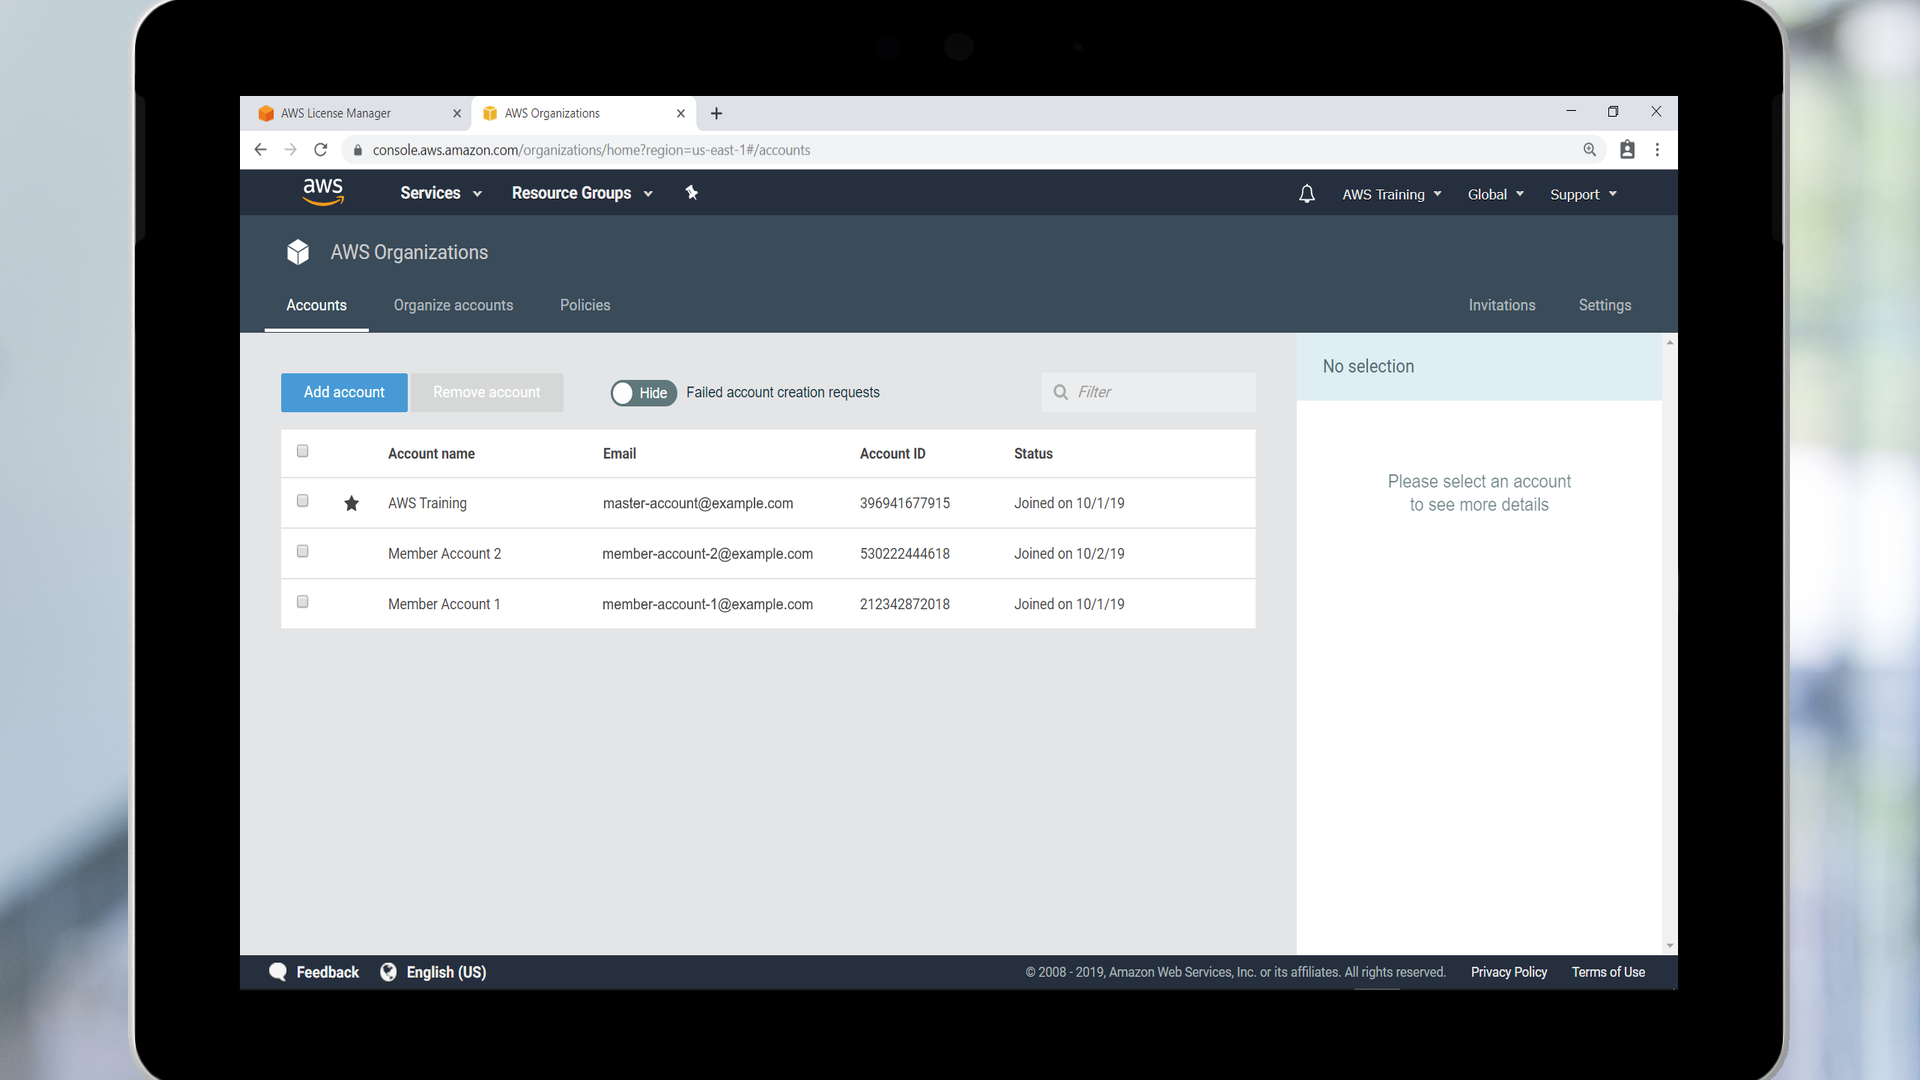 AWS License Manager
AWS Organizations
console.aws.amazon.com/organizations/home?region=us-east-1#/accounts
aws
Services
Resource Groups
AWS Training
Global
Support
AWS Organizations
Accounts
Organize accounts
Policies
Invitations
Settings
Add account
Remove account
Hide
Failed account creation requests
Filter
No selection
Please select an account
to see more details
Account name Email Account ID Status
AWS Training master-account@example.com 396941677915 Joined on 10/1/19
Member Account 2 member-account-2@example.com 530222444618 Joined on 10/2/19
Member Account 1 member-account-1@example.com 212342872018 Joined on 10/1/19
Feedback
English (US)
© 2008 - 2019, Amazon Web Services, Inc. or its affiliates. All rights reserved.
Privacy Policy
Terms of Use